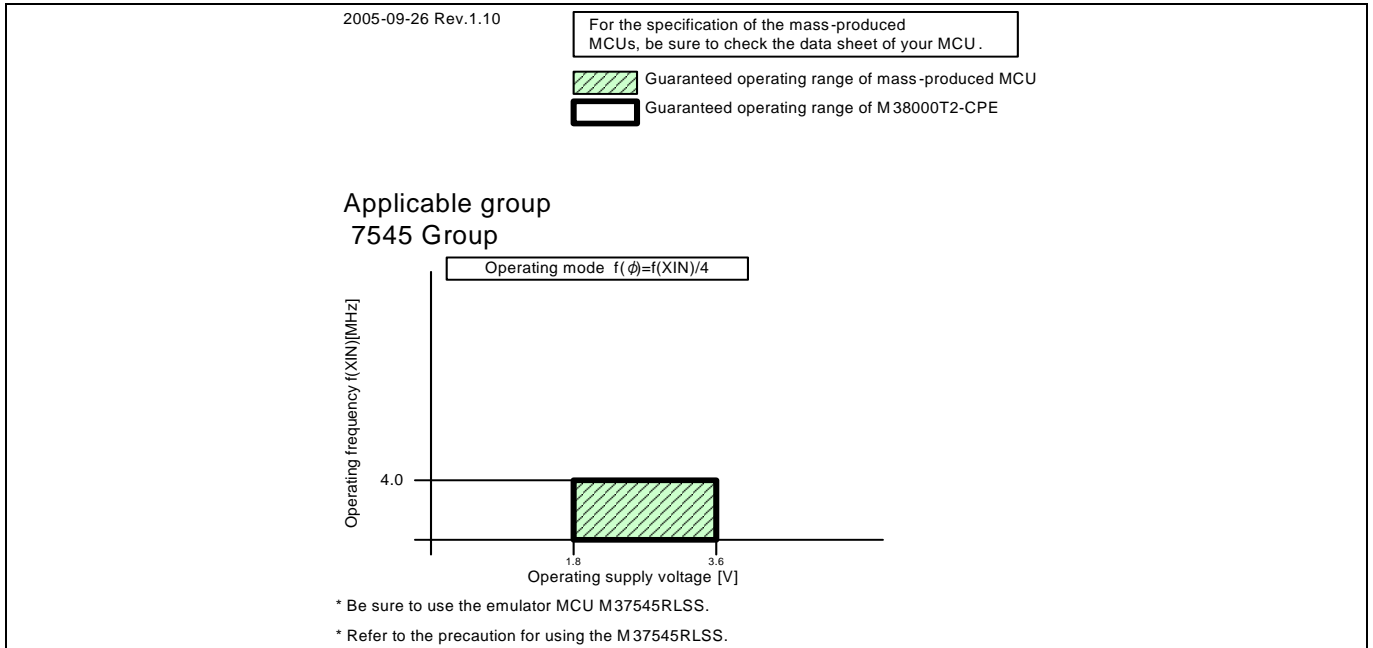 2005-09-26 Rev.1.10
For the specification of the mass-produced
MCUs, be sure to check the data sheet of your MCU.
Guaranteed operating range of mass-produced MCU
Guaranteed operating range of M38000T2-CPE
Applicable group
7545 Group
Operating mode f(ϕ)=f(XIN)/4
Operating frequency f(XIN)[MHz]
4.0
1.8 3.6
Operating supply voltage [V]
* Be sure to use the emulator MCU M37545RLSS.
* Refer to the precaution for using the M37545RLSS.